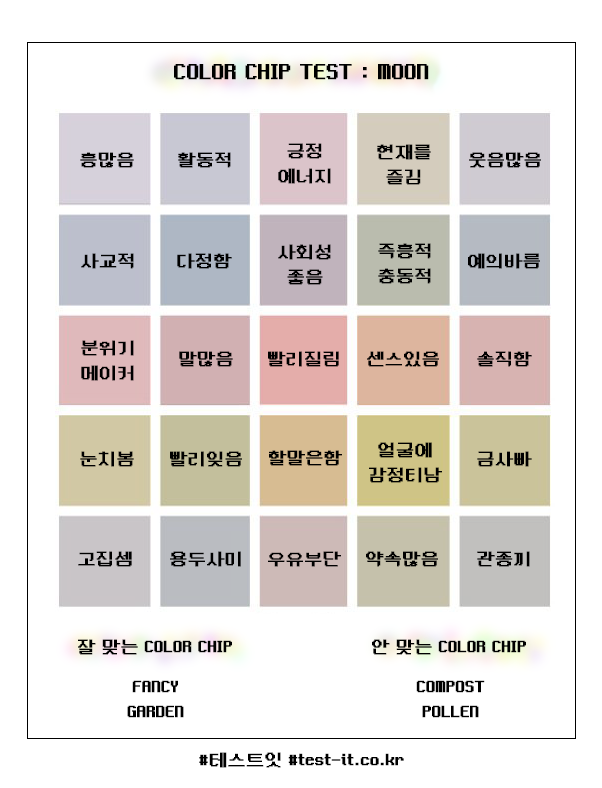 COLOR CHIP TEST : MOON
흥많음 활동적 긍정 에너지 현재를 즐김 웃음많음
사교적 다정함 사회성 좋음 즉흥적 충동적 예의바름
분위기 메이커 말많음 빨리질림 센스있음 솔직함
눈치봄 빨리잊음 할말은함 얼굴에 감정티남 금사빠
고집셈 용두사미 우유부단 약속많음 관종끼
잘 맞는 COLOR CHIP 안 맞는 COLOR CHIP
FANCY COMPOST
GARDEN POLLEN
#테스트잇 #test-it.co.kr